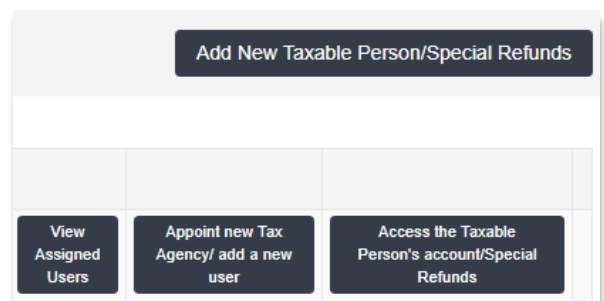 Add New Taxable Person/Special Refunds
View
Assigned
Users
Appoint new Tax
Agency/ add a new
user
Access the Taxable
Person's account/Special
Refunds